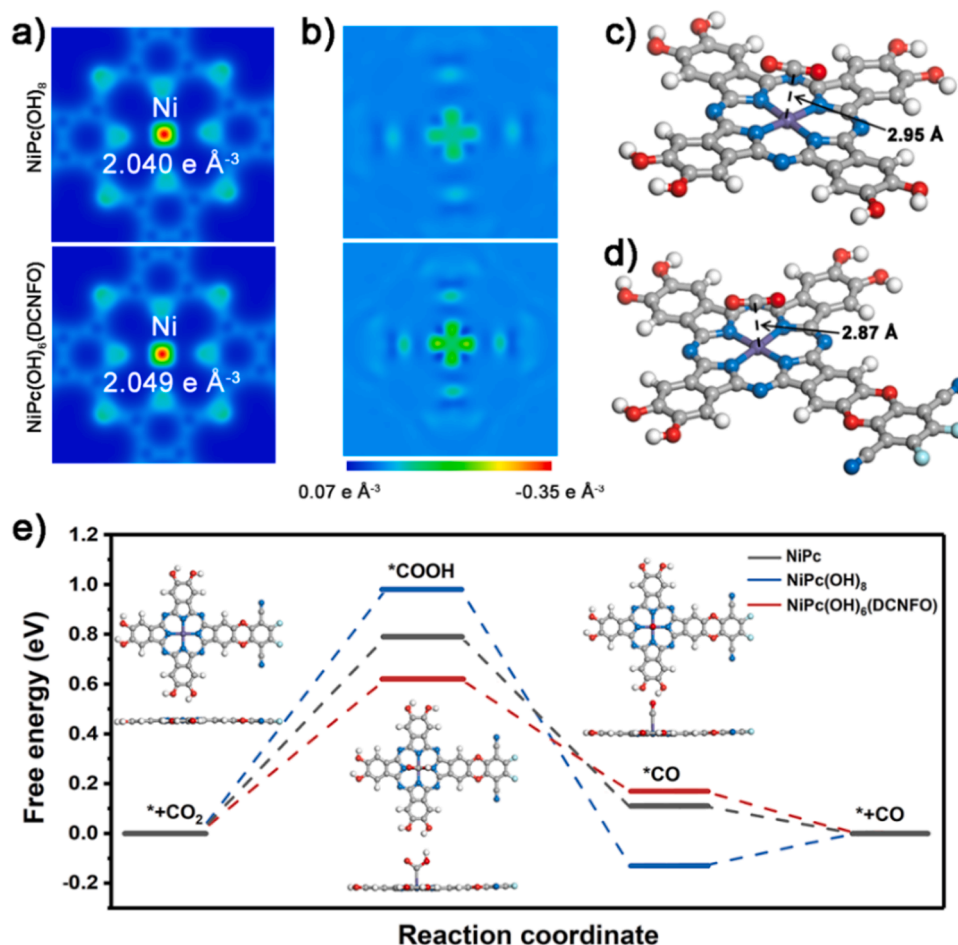 a)
b)
c)
d)
NiPc(OH)₈
Ni
2.040 e Å⁻³
2.95 Å
NiPc(OH)₆(DCNFO)
Ni
2.049 e Å⁻³
2.87 Å
0.07 e Å⁻³
-0.35 e Å⁻³
e)
Free energy (eV)
1.2
1.0
0.8
0.6
0.4
0.2
0.0
-0.2
*+CO₂
*COOH
*CO
*+CO
NiPc
NiPc(OH)₈
NiPc(OH)₆(DCNFO)
Reaction coordinate